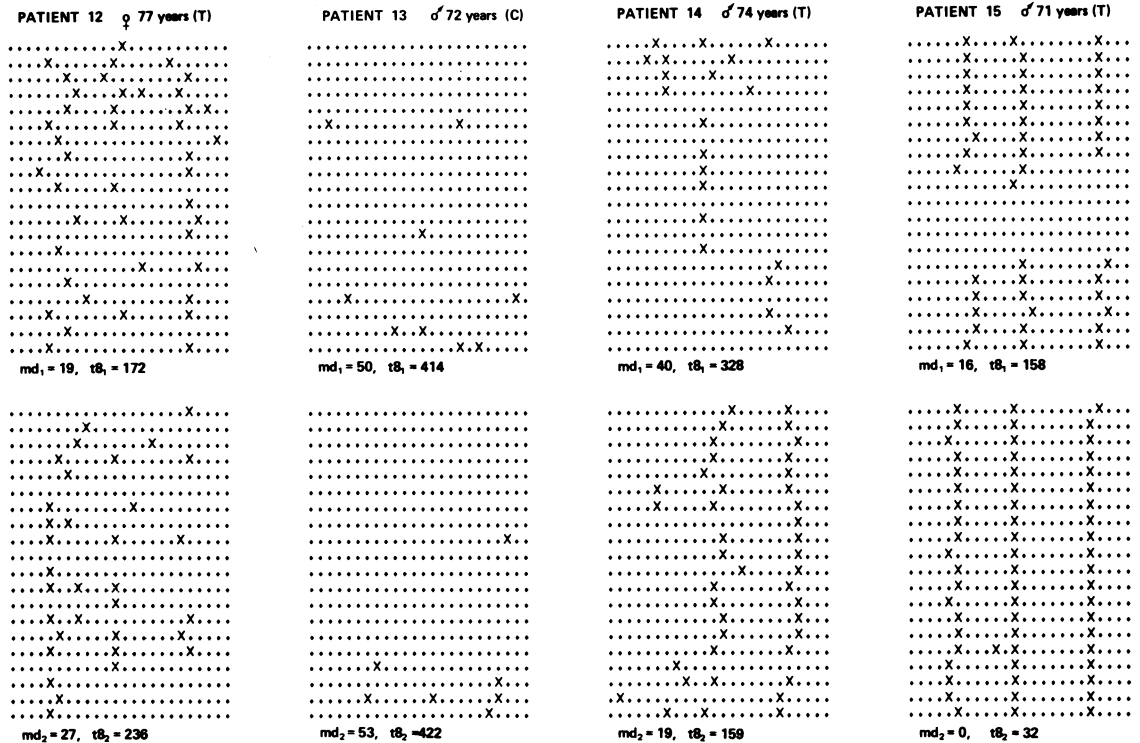 PATIENT 12 ♀ 77 years (T)
PATIENT 13 ♂ 72 years (C)
PATIENT 14 ♂ 74 years (T)
PATIENT 15 ♂ 71 years (T)
md₁ = 19, t8₁ = 172
md₁ = 50, t8₁ = 414
md₁ = 40, t8₁ = 328
md₁ = 16, t8₁ = 158
md₂ = 27, t8₂ = 236
md₂ = 53, t8₂ = 422
md₂ = 19, t8₂ = 159
md₂ = 0, t8₂ = 32